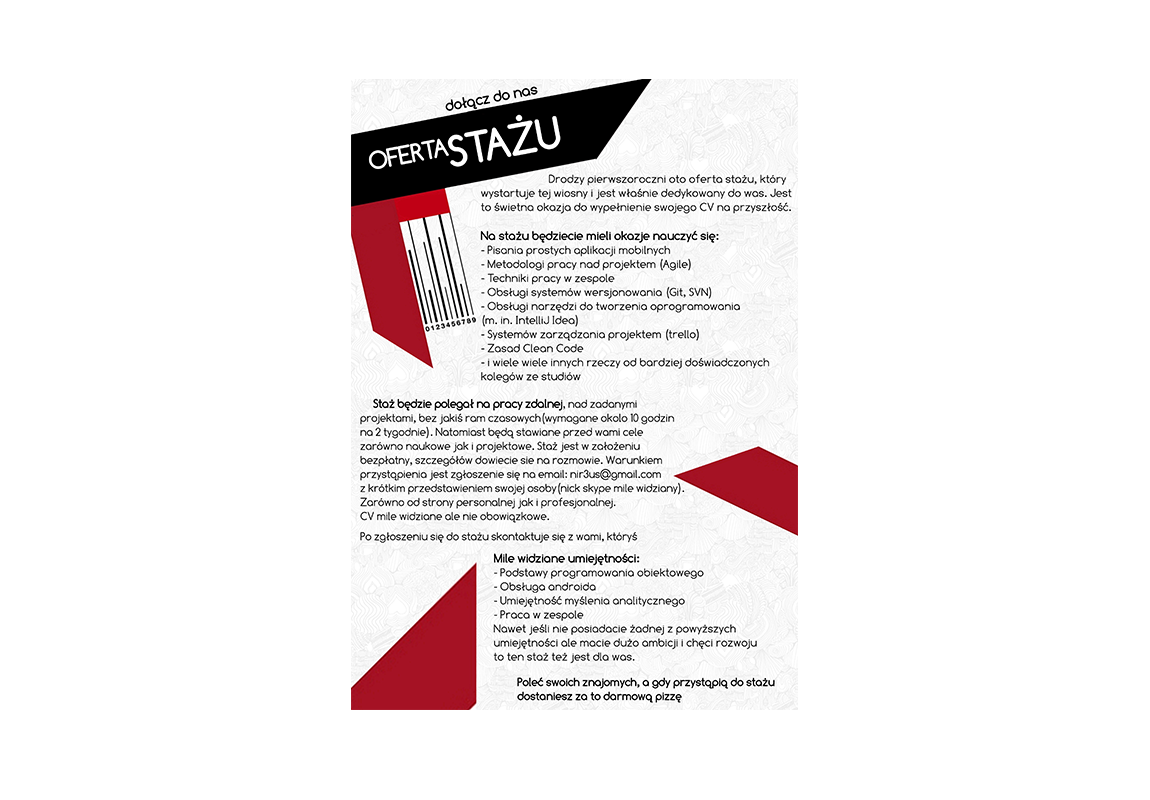 dołącz do nas
OFERTA STAŻU
Drodzy pierwszoroczni oto oferta stażu, który
wystartuje tej wiosny i jest właśnie dedykowany do was. Jest
to świetna okazja do wypełnienie swojego CV na przyszłość.
Na stażu będziecie mieli okazje nauczyć się:
- Pisania prostych aplikacji mobilnych
- Metodalogi pracy nad projektem (Agile)
- Techniki pracy w zespole
- Obsługi systemów wersjonowania (Git, SVN)
- Obsługi narzędzi do tworzenia oprogramowania
(m. in. IntelliJ Idea)
- Systemów zarządzania projektem (trello)
- Zasad Clean Code
- i wiele wiele innych rzeczy od bardziej doświadczonych
kolegów ze studiów
0123456789
Staż będzie polegał na pracy zdalnej, nad zadanymi
projektami, bez jakiś ram czasowych(wymagane około 10 godzin
na 2 tygodnie). Natomiast będą stawiane przed wami cele
zarówno naukowe jak i projektowe. Staż jest w założeniu
bezpłatny, szczegółów dowiecie sie na rozmowie. Warunkiem
przystąpienia jest zgłoszenie się na email: nir3us@gmail.com
z krótkim przedstawieniem swojej osoby(nick skype mile widziany).
Zarówno od strony personalnej jak i profesjonelnej.
CV mile widziane ale nie obowiązkowe.
Po zgłoszeniu się do stażu skontaktuje się z wami, któryś
Mile widziane umiejętności:
- Podstawy programowania obiektowego
- Obsługa androida
- Umiejętność myślenia analitycznego
- Praca w zespole
Nawet jeśli nie posiadacie żadnej z powyższych
umiejętności ale macie dużo ambicji i chęci rozwoju
to ten staż też jest dla was.
Poleć swoich znajomych, a gdy przystąpią do stażu
dostaniesz za to darmową pizzę